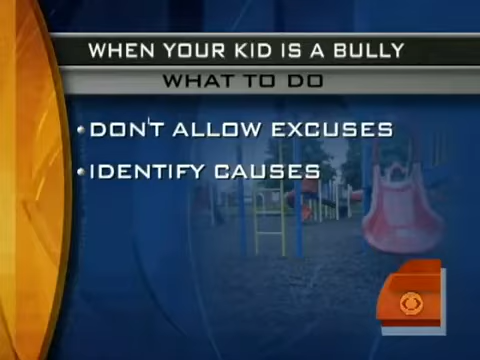 WHEN YOUR KID IS A BULLY
WHAT TO DO
• DON'T ALLOW EXCUSES
• IDENTIFY CAUSES